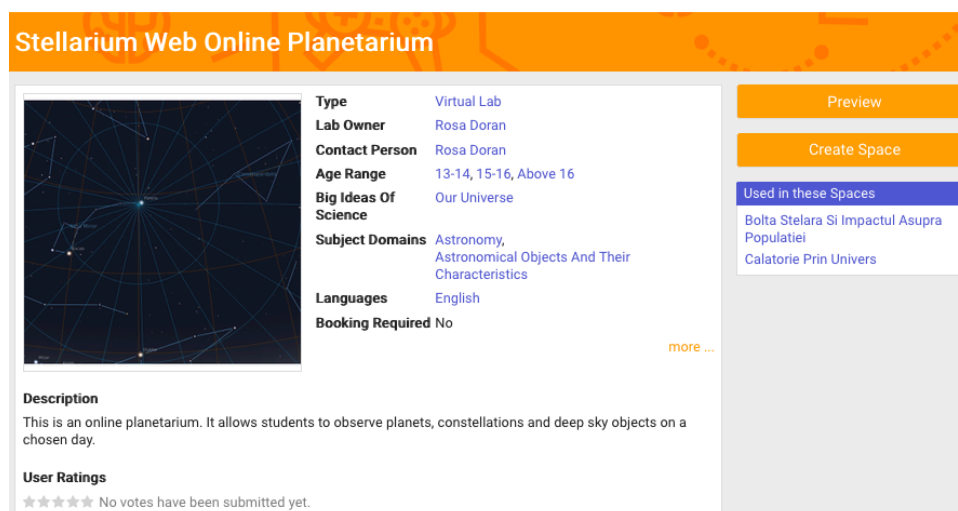 Stellarium Web Online Planetarium
Type Virtual Lab
Lab Owner Rosa Doran
Contact Person Rosa Doran
Age Range 13-14, 15-16, Above 16
Big Ideas Of Science Our Universe
Subject Domains Astronomy,
Astronomical Objects And Their
Characteristics
Languages English
Booking Required No
more ...
Description
This is an online planetarium. It allows students to observe planets, constellations and deep sky objects on a
chosen day.
User Ratings
No votes have been submitted yet.
Preview
Create Space
Used in these Spaces
Bolta Stelara Si Impactul Asupra
Populatiei
Calatorie Prin Univers